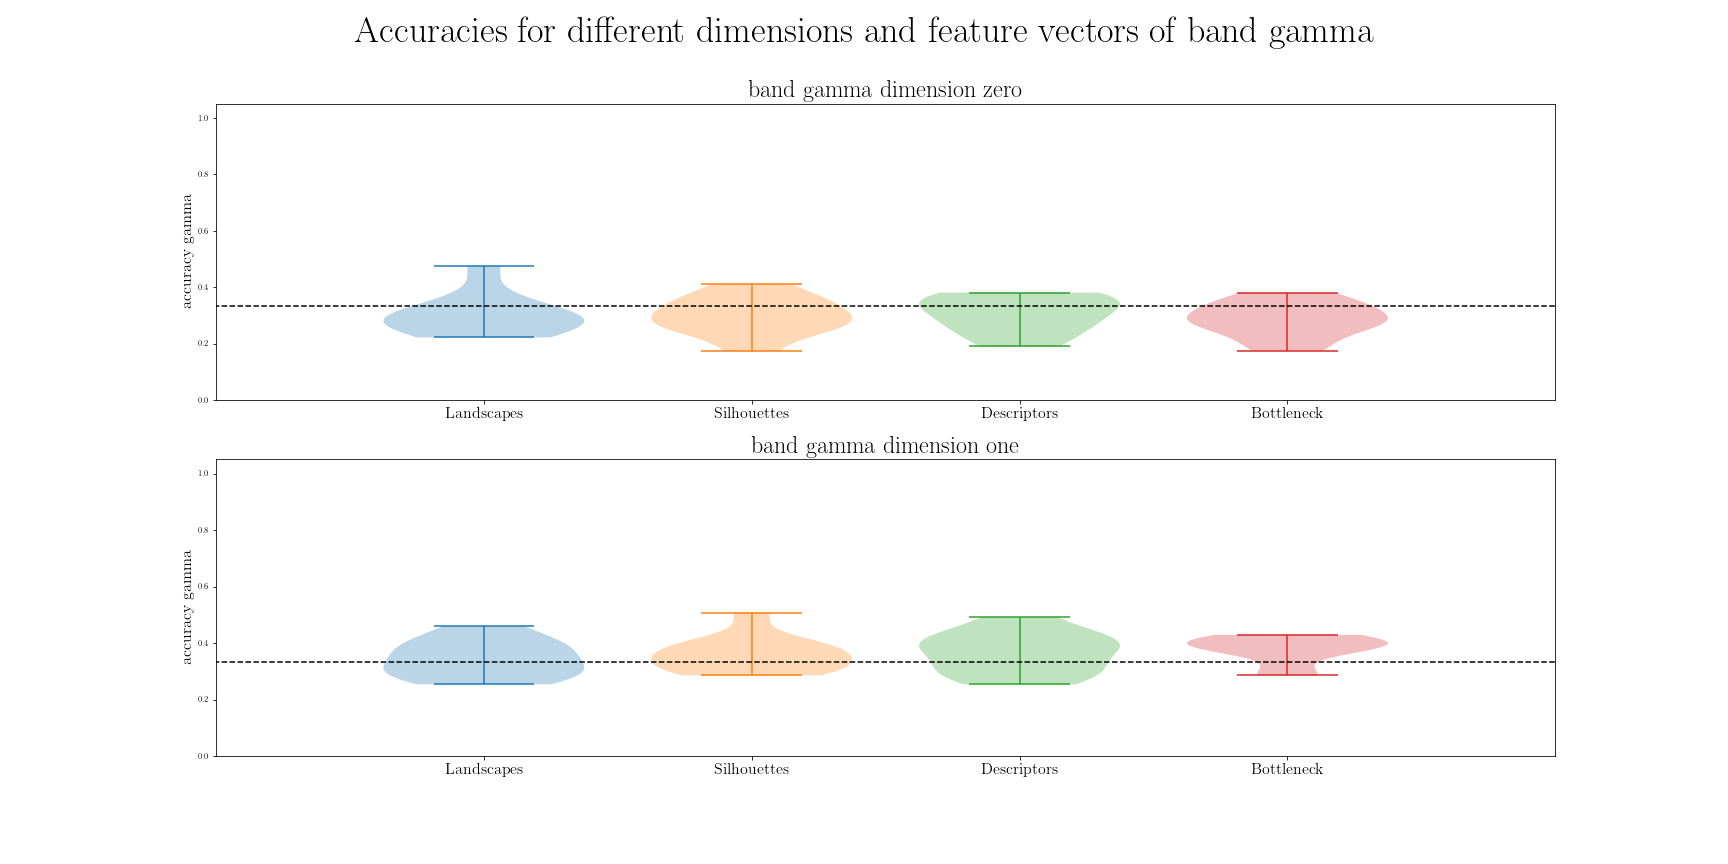 Accuracies for different dimensions and feature vectors of band gamma
band gamma dimension zero
accuracy gamma
1.0
0.8
0.6
0.4
0.2
0.0
Landscapes Silhouettes Descriptors Bottleneck
band gamma dimension one
accuracy gamma
1.0
0.8
0.6
0.4
0.2
0.0
Landscapes Silhouettes Descriptors Bottleneck